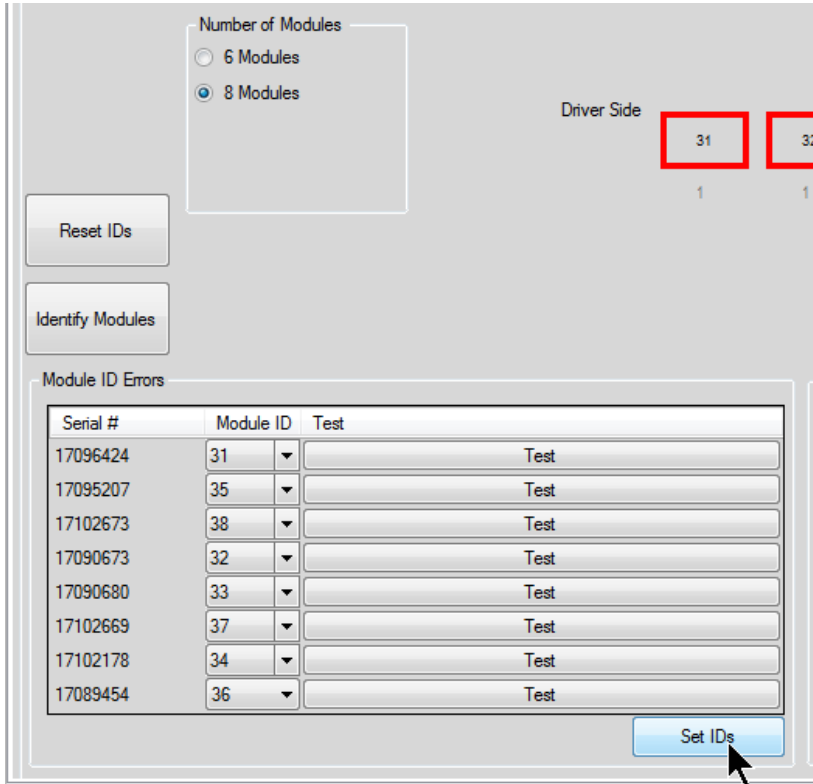 Number of Modules
6 Modules
8 Modules
Driver Side
31
32
1
1
Reset IDs
Identify Modules
Module ID Errors
Serial # Module ID Test
17096424 31 Test
17095207 35 Test
17102673 38 Test
17090673 32 Test
17090680 33 Test
17102669 37 Test
17102178 34 Test
17089454 36 Test
Set IDs